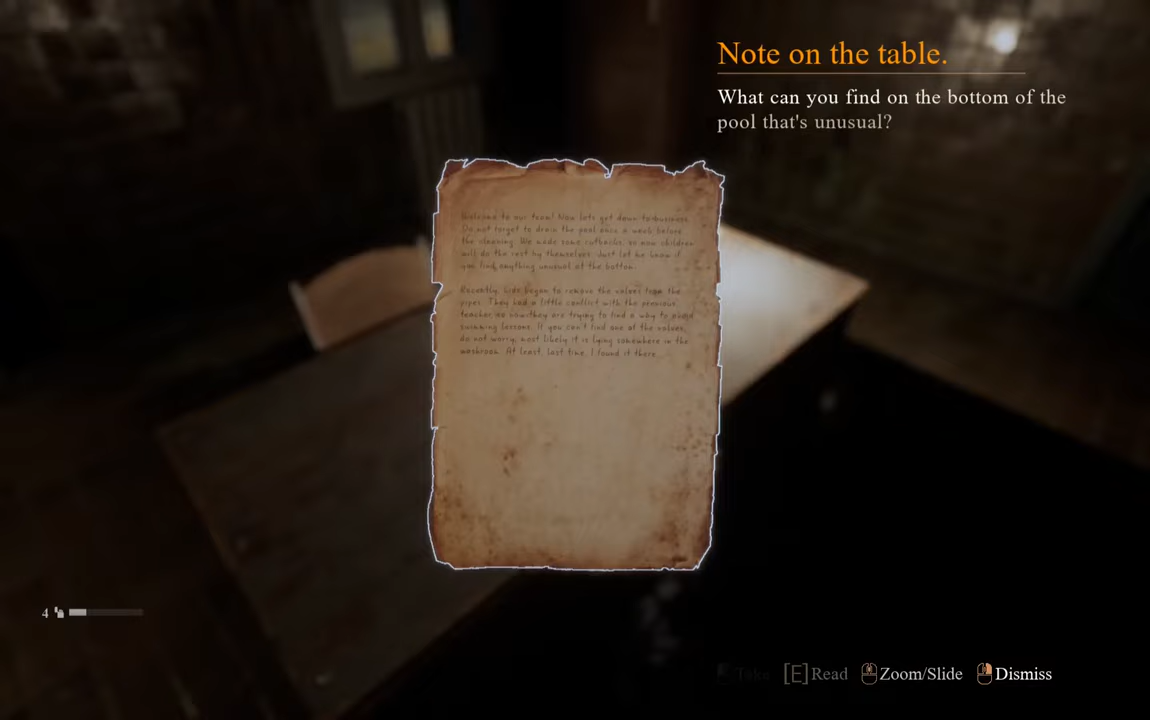 Note on the table.
What can you find on the bottom of the
pool that's unusual?
Welcome to our team! Now lets get down to business.
Do not forget to drain the pool once a week before
the cleaning. We made some cutbacks, so now children
will do the rest by themselves. Just let me know if
you find anything unusual at the bottom.
Recently, kids began to remove the valves from the
pipes. They had a little conflict with the previous
teacher, so now they are trying to find a way to avoid
swimming lessons. If you can't find one of the valves,
do not worry, most likely it is lying somewhere in the
washroom. At least, last time, I found it there.
4
Take [E]Read Zoom/Slide Dismiss